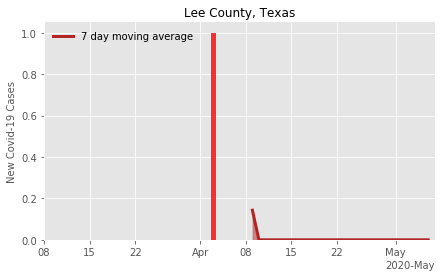 Lee County, Texas
7 day moving average
New Covid-19 Cases
1.0
0.8
0.6
0.4
0.2
0.0
08 15 22 Apr 08 15 22 May
2020-May